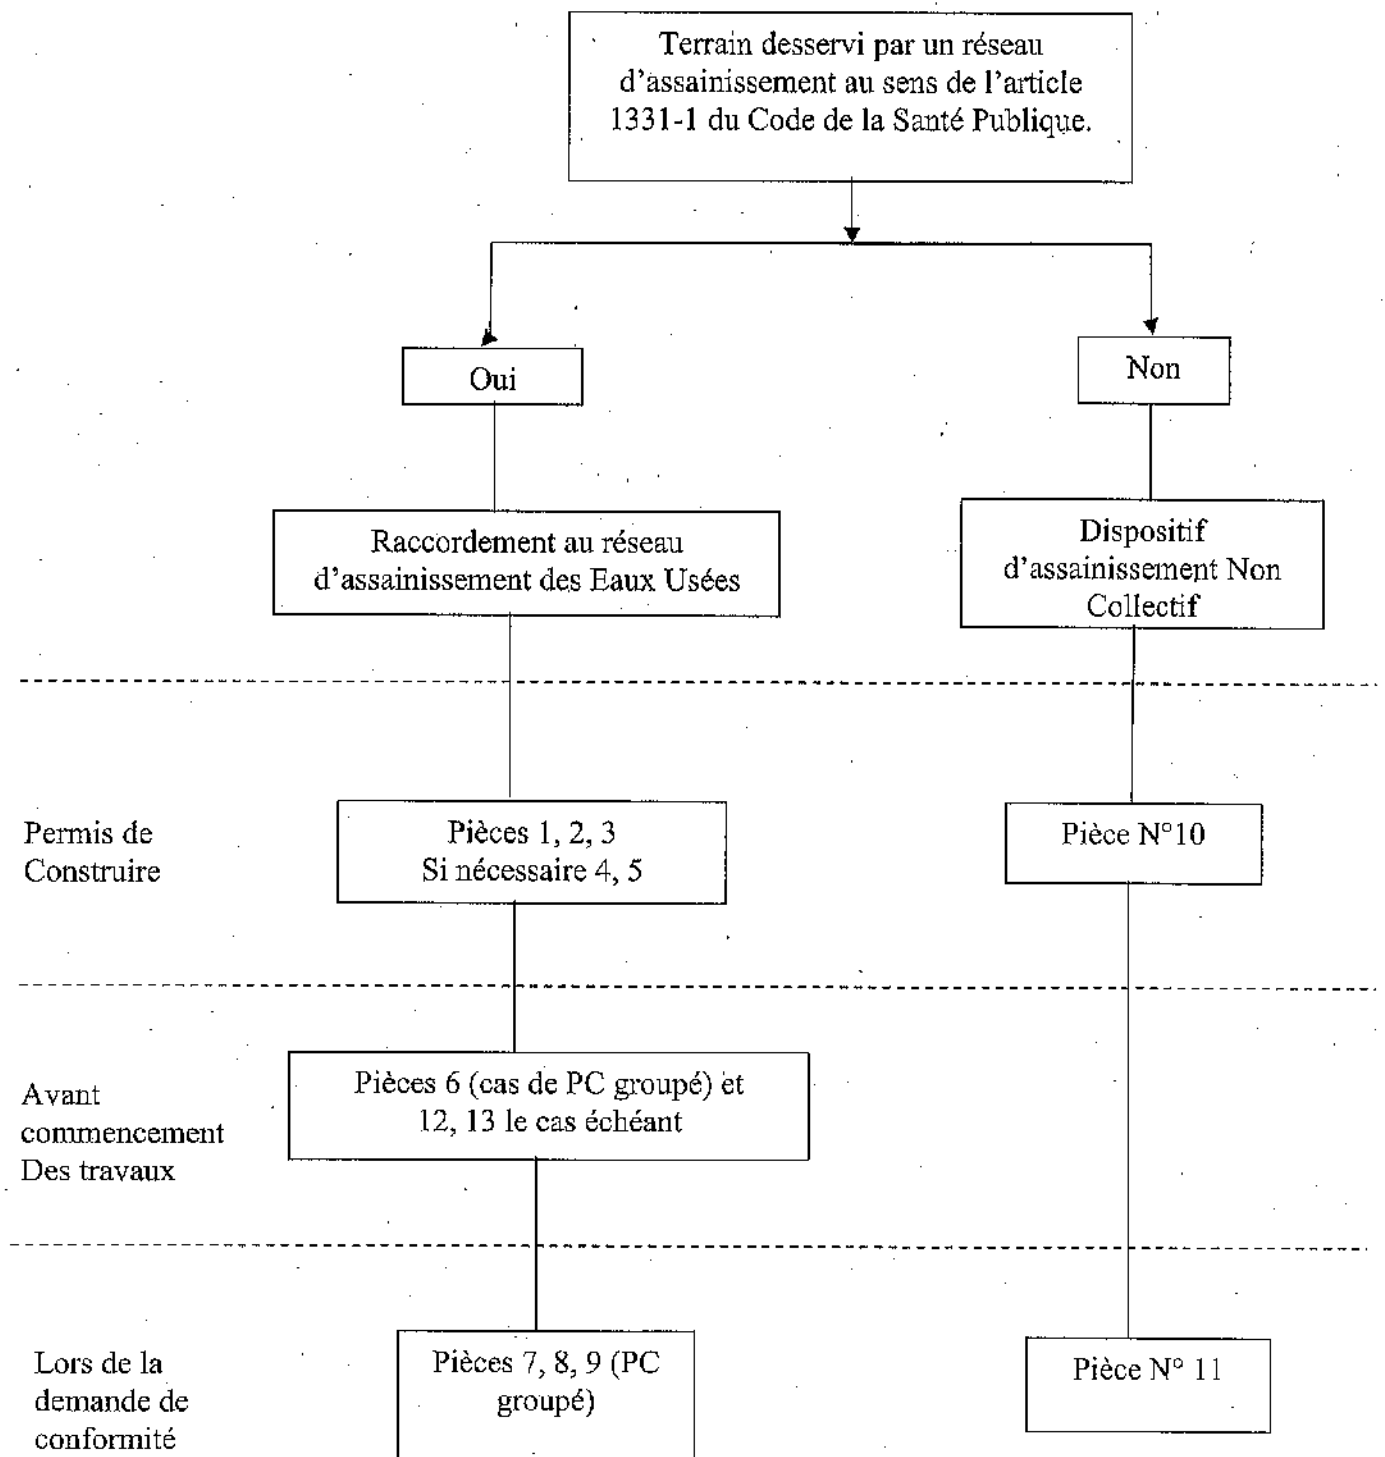 Terrain desservi par un réseau
d'assainissement au sens de l'article
1331-1 du Code de la Santé Publique.
Oui
Non
Raccordement au réseau
d'assainissement des Eaux Usées
Dispositif
d'assainissement Non
Collectif
Permis de
Construire
Pièces 1, 2, 3
Si nécessaire 4, 5
Pièce N°10
Avant
commencement
Des travaux
Pièces 6 (cas de PC groupé) et
12, 13 le cas échéant
Lors de la
demande de
conformité
Pièces 7, 8, 9 (PC
groupé)
Pièce N° 11